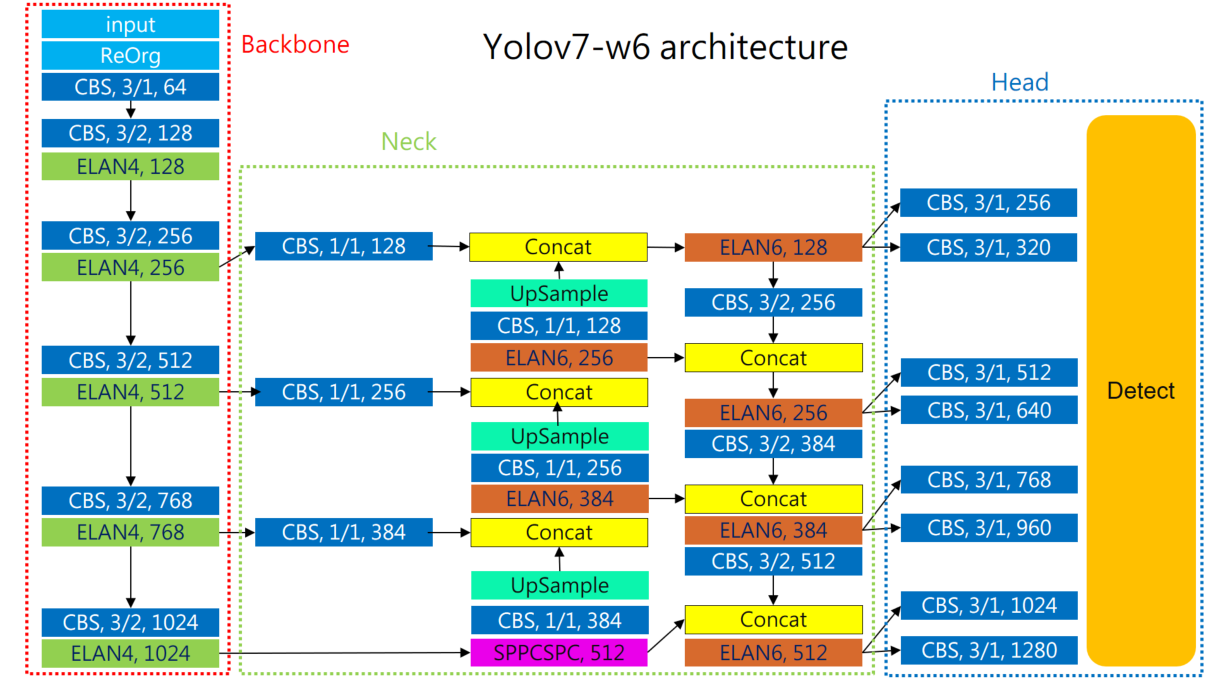 Yolov7-w6 architecture
Backbone
input
ReOrg
CBS, 3/1, 64
CBS, 3/2, 128
ELAN4, 128
CBS, 3/2, 256
ELAN4, 256
CBS, 3/2, 512
ELAN4, 512
CBS, 3/2, 768
ELAN4, 768
CBS, 3/2, 1024
ELAN4, 1024
Neck
CBS, 1/1, 128
CBS, 1/1, 256
CBS, 1/1, 384
Concat
UpSample
CBS, 1/1, 128
ELAN6, 256
Concat
UpSample
CBS, 1/1, 256
ELAN6, 384
Concat
UpSample
CBS, 1/1, 384
SPPCSPC, 512
ELAN6, 128
CBS, 3/2, 256
Concat
ELAN6, 256
CBS, 3/2, 384
Concat
ELAN6, 384
CBS, 3/2, 512
Concat
ELAN6, 512
Head
CBS, 3/1, 256
CBS, 3/1, 320
CBS, 3/1, 512
CBS, 3/1, 640
CBS, 3/1, 768
CBS, 3/1, 960
CBS, 3/1, 1024
CBS, 3/1, 1280
Detect